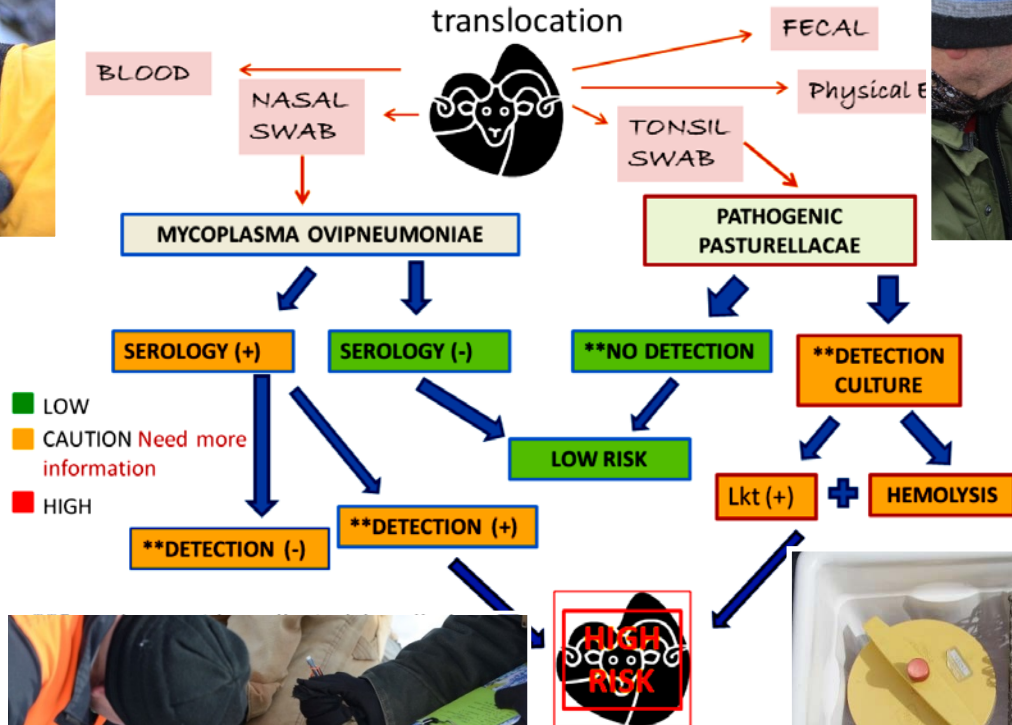 translocation
FECAL
BLOOD
Physical
NASAL
SWAB
TONSIL
SWAB
MYCOPLASMA OVIPNEUMONIAE
PATHOGENIC
PASTURELLACAE
SEROLOGY (+)
SEROLOGY (-)
**NO DETECTION
**DETECTION
CULTURE
LOW
CAUTION Need more
information
HIGH
LOW RISK
Lkt (+)
HEMOLYSIS
**DETECTION (-)
**DETECTION (+)
HIGH
RISK